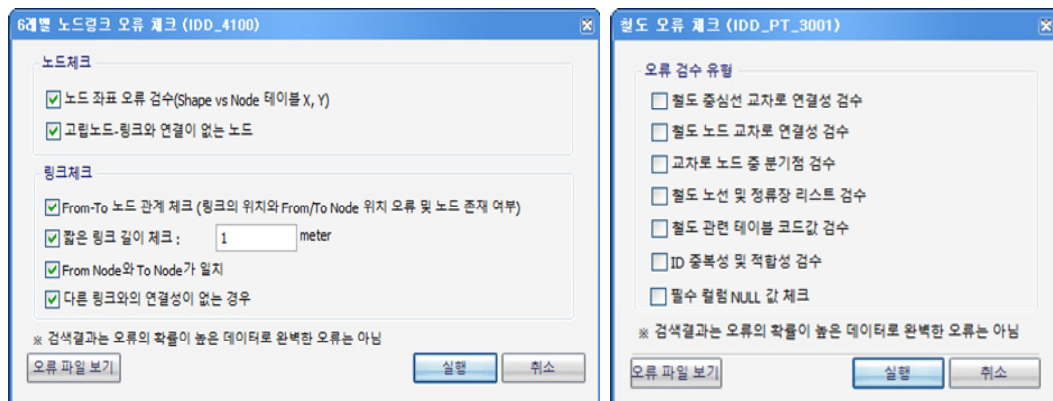 6레벨 노드링크 오류 체크 (IDD_4100)
노드체크
노드 좌표 오류 검수(Shape vs Node 테이블 X, Y)
고립노드-링크와 연결이 없는 노드
링크체크
From-To 노드 관계 체크 (링크의 위치와 From/To Node 위치 오류 및 노드 존재 여부)
짧은 링크 길이 체크 : 1 meter
From Node와 To Node가 일치
다른 링크와의 연결성이 없는 경우
※ 검색결과는 오류의 확률이 높은 데이터로 완벽한 오류는 아님
오류 파일 보기 실행 취소
철도 오류 체크 (IDD_PT_3001)
오류 검수 유형
철도 중심선 교차로 연결성 검수
철도 노드 교차로 연결성 검수
교차로 노드 중 분기점 검수
철도 노선 및 정류장 리스트 검수
철도 관련 테이블 코드값 검수
ID 중복성 및 적합성 검수
필수 컬럼 NULL 값 체크
※ 검색결과는 오류의 확률이 높은 데이터로 완벽한 오류는 아님
오류 파일 보기 실행 취소